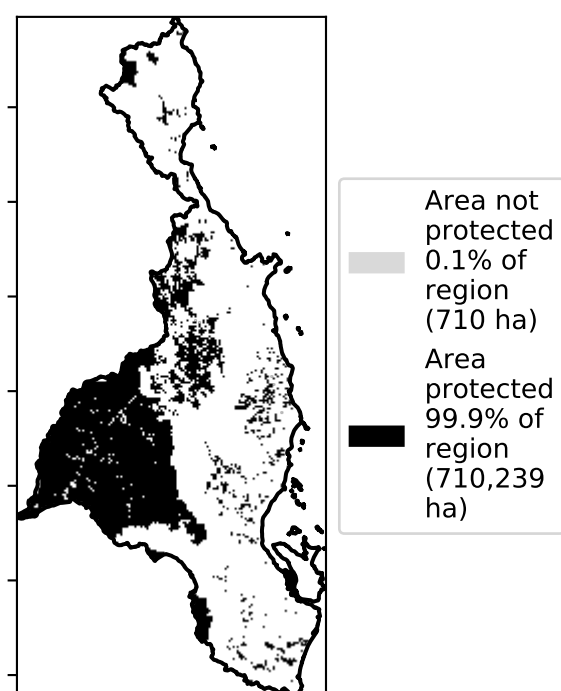 Area not
protected
0.1% of
region
(710 ha)
Area
protected
99.9% of
region
(710,239
ha)